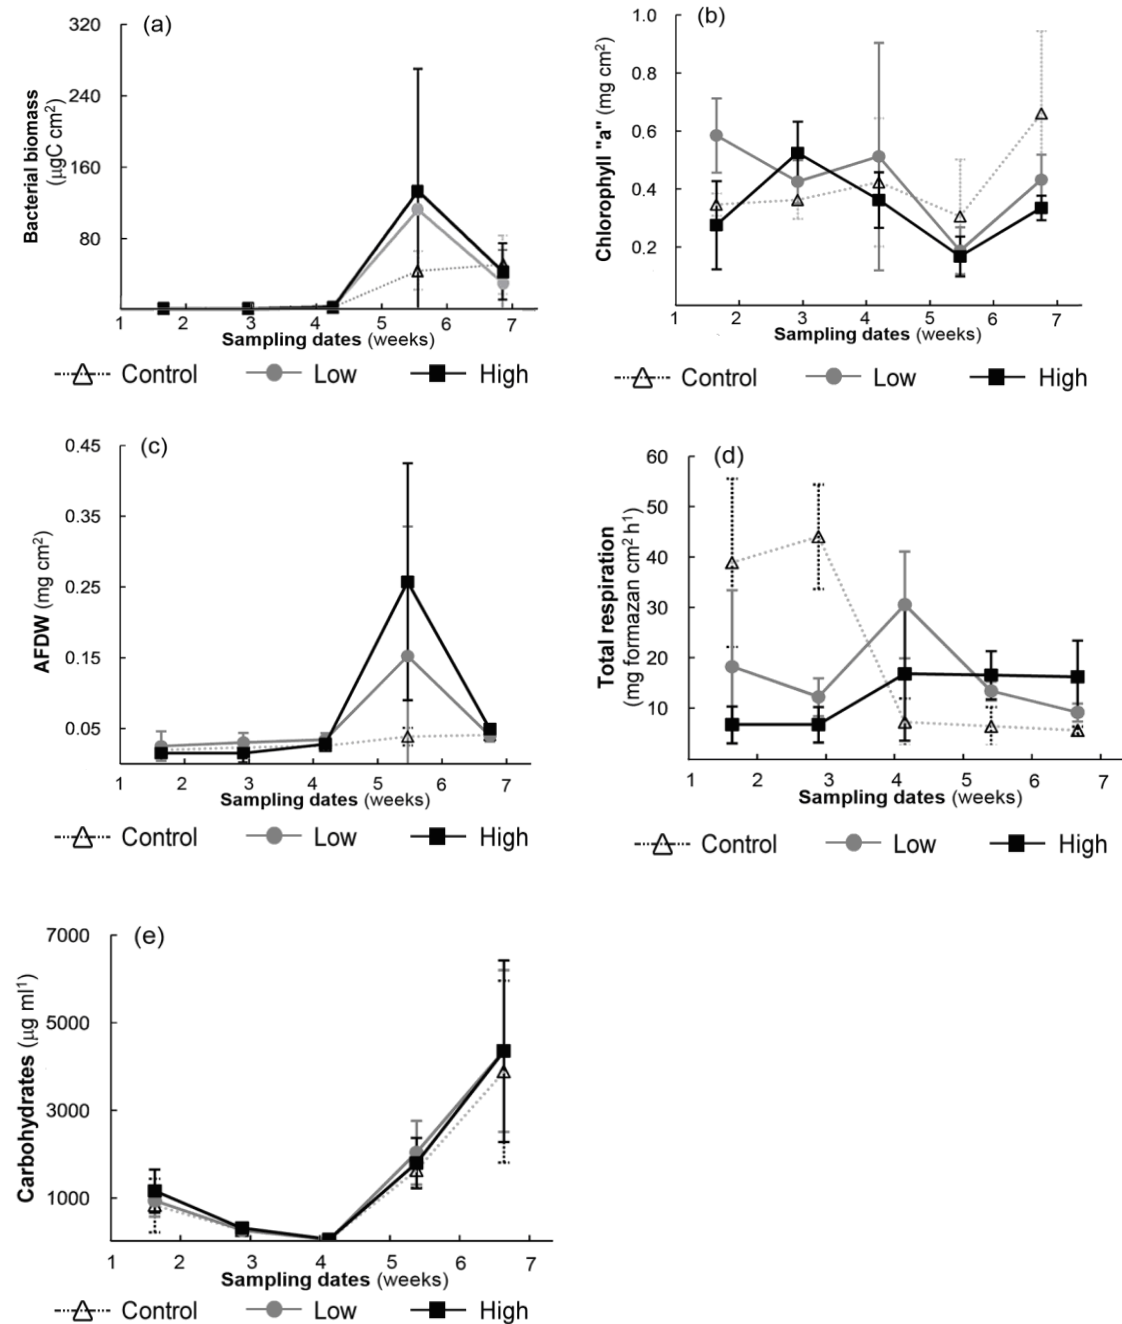 (a)
Bacterial biomass
(μgC cm²)
320
240
160
80
1 2 3 4 5 6 7
Sampling dates (weeks)
Control Low High
(b)
Chlorophyll "a" (mg cm²)
1.0
0.8
0.6
0.4
0.2
1 2 3 4 5 6 7
Sampling dates (weeks)
Control Low High
(c)
AFDW (mg cm²)
0.45
0.35
0.25
0.15
0.05
1 2 3 4 5 6 7
Sampling dates (weeks)
Control Low High
(d)
Total respiration
(mg formazan cm² h¹)
60
50
40
30
20
10
1 2 3 4 5 6 7
Sampling dates (weeks)
Control Low High
(e)
Carbohydrates (μg ml¹)
7000
5000
3000
1000
1 2 3 4 5 6 7
Sampling dates (weeks)
Control Low High